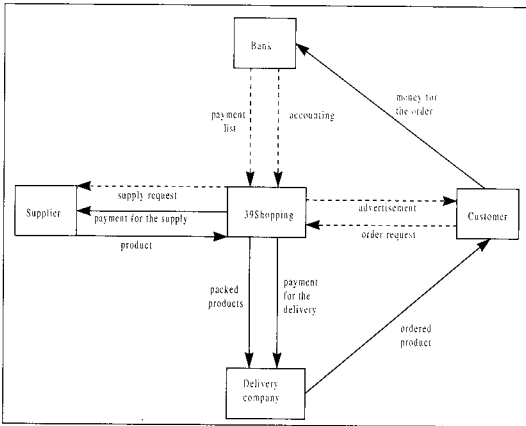 Bank
money for
the order
payment
list
accounting
supply request
advertisement
Supplier
payment for the supply
39Shopping
Customer
order request
product
packed
products
payment
for the
delivery
ordered
product
Delivery
company